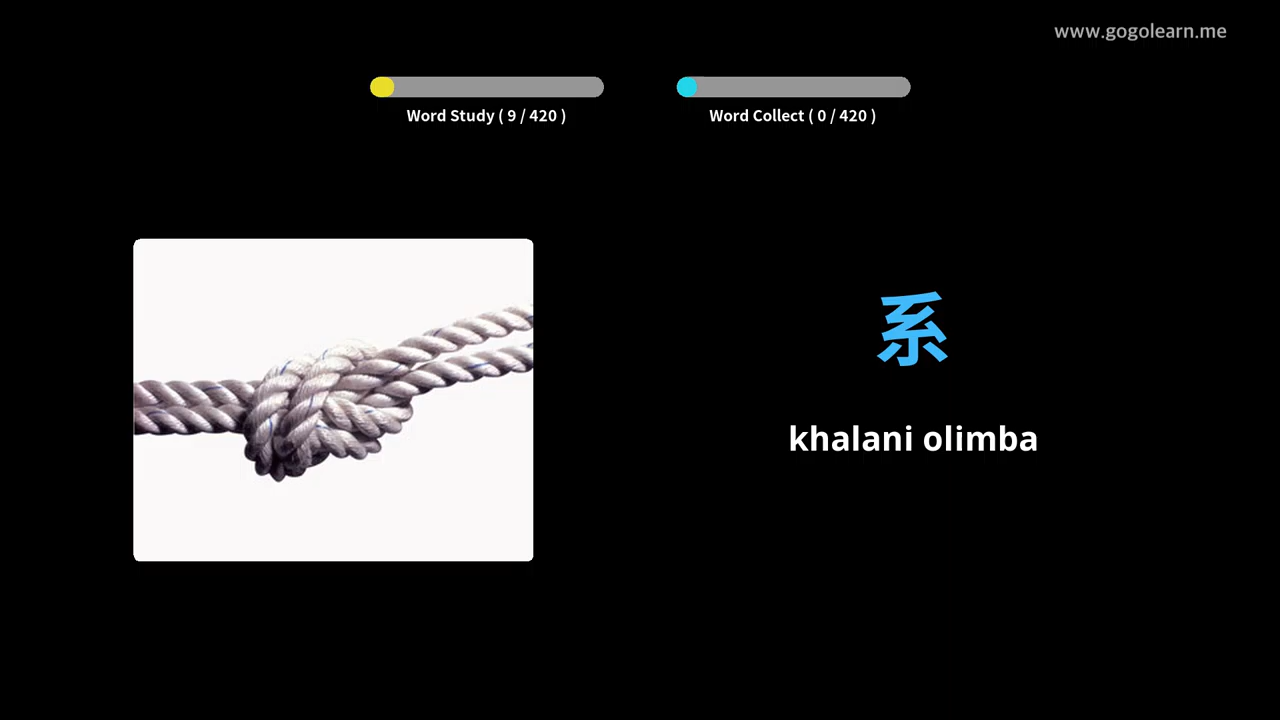 www.gogolearn.me
Word Study ( 9 / 420 )
Word Collect ( 0 / 420 )
系
khalani olimba